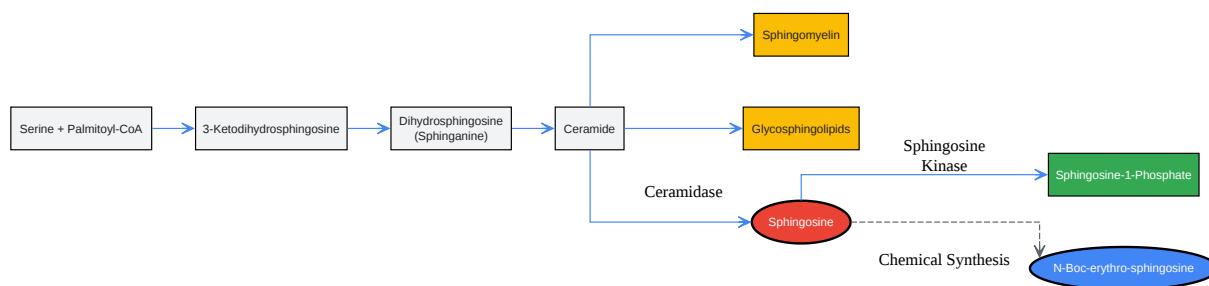 Sphingomyelin
Serine + Palmitoyl-CoA
3-Ketodihydrosphingosine
Dihydrosphingosine
(Sphinganine)
Ceramide
Glycosphingolipids
Sphingosine
Kinase
Sphingosine-1-Phosphate
Ceramidase
Sphingosine
Chemical Synthesis
N-Boc-erythro-sphingosine